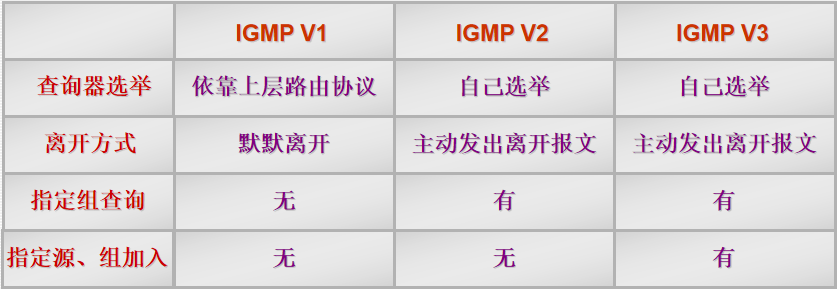 IGMP V1 IGMP V2 IGMP V3
查询器选举 依靠上层路由协议 自己选举 自己选举
离开方式 默默离开 主动发出离开报文 主动发出离开报文
指定组查询 无 有 有
指定源、组加入 无 无 有